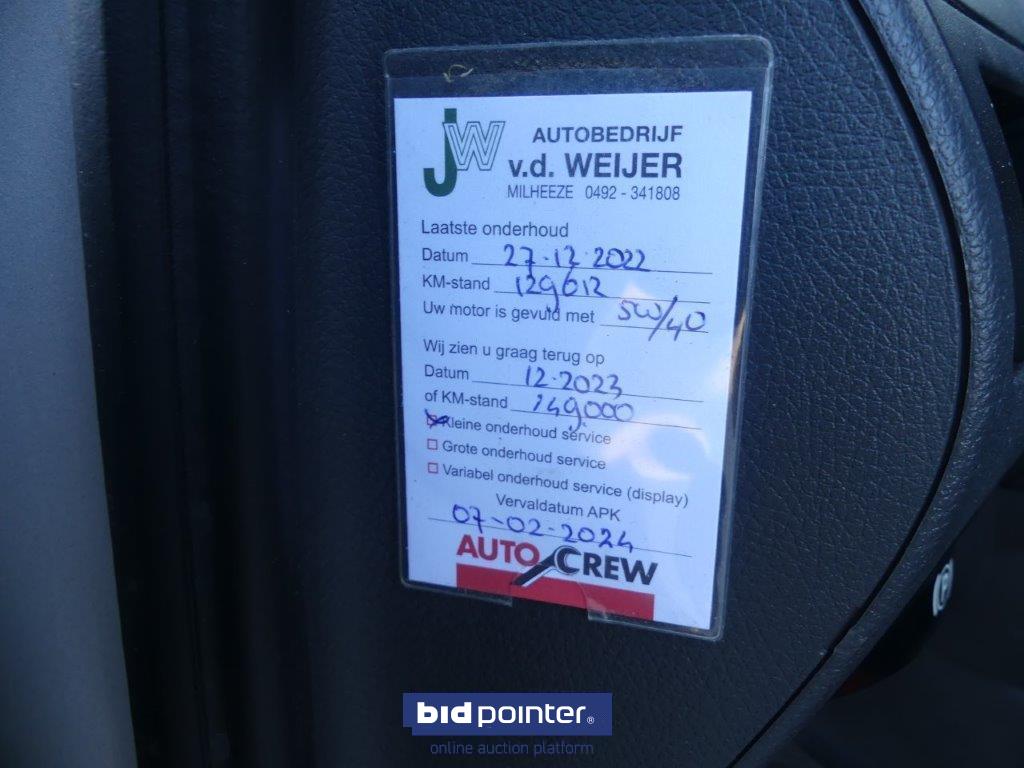 JW
AUTOBEDRIJF
v.d. WEIJER
MILHEEZE 0492 - 341808
Laatste onderhoud
Datum 27-12-2022
KM-stand 129612
Uw motor is gevuld met 5W/40
Wij zien u graag terug op
Datum 12-2023
of KM-stand 149000
Kleine onderhoud service
Grote onderhoud service
Variabel onderhoud service (display)
Vervaldatum APK
07-02-2024
AUTO CREW
bidpointer®
online auction platform